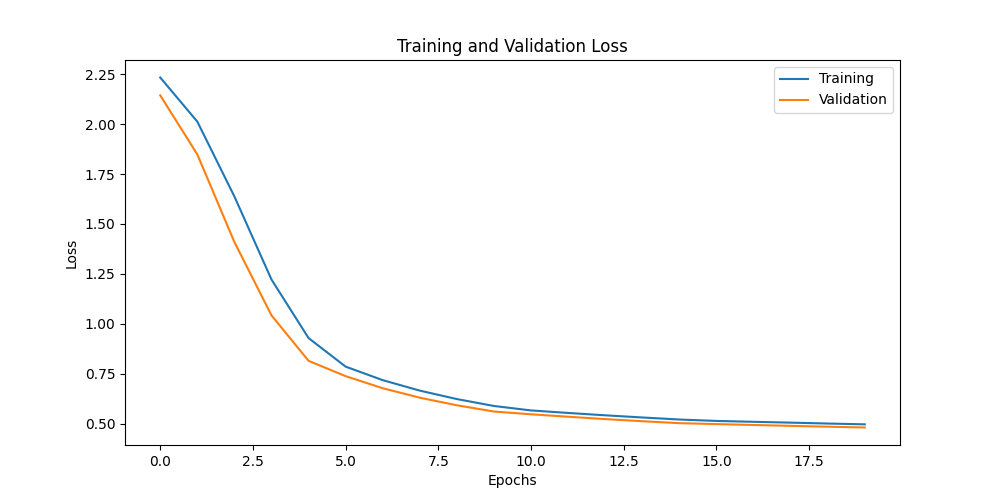 Training and Validation Loss
Training
Validation
Loss
2.25
2.00
1.75
1.50
1.25
1.00
0.75
0.50
0.0 2.5 5.0 7.5 10.0 12.5 15.0 17.5
Epochs